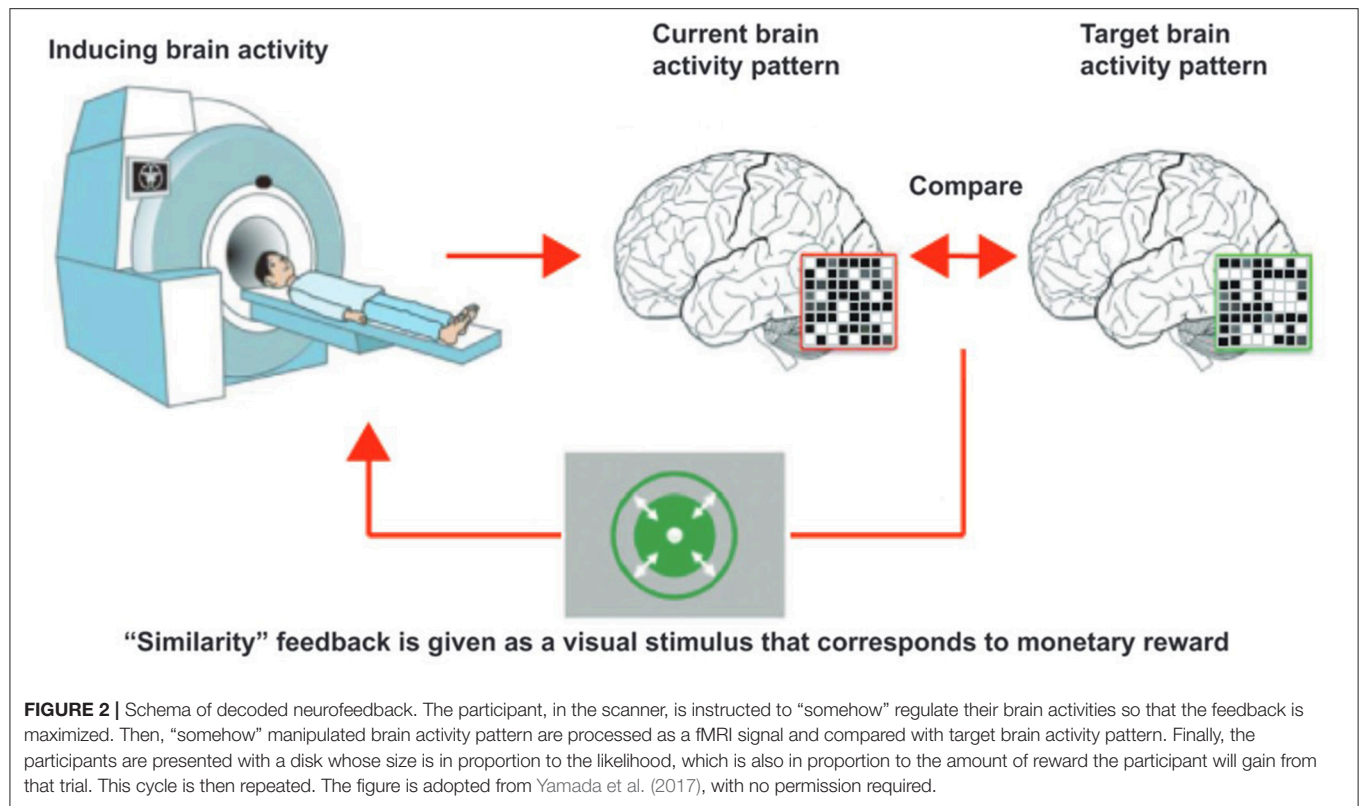 Inducing brain activity
Current brain
activity pattern
Target brain
activity pattern
Compare
“Similarity” feedback is given as a visual stimulus that corresponds to monetary reward
FIGURE 2 | Schema of decoded neurofeedback. The participant, in the scanner, is instructed to “somehow” regulate their brain activities so that the feedback is
maximized. Then, “somehow” manipulated brain activity pattern are processed as a fMRI signal and compared with target brain activity pattern. Finally, the
participants are presented with a disk whose size is in proportion to the likelihood, which is also in proportion to the amount of reward the participant will gain from
that trial. This cycle is then repeated. The figure is adopted from Yamada et al. (2017), with no permission required.